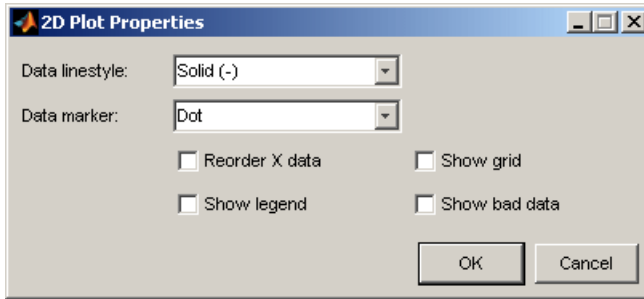 2D Plot Properties
Data linestyle: Solid (-)
Data marker: Dot
Reorder X data Show grid
Show legend Show bad data
OK Cancel